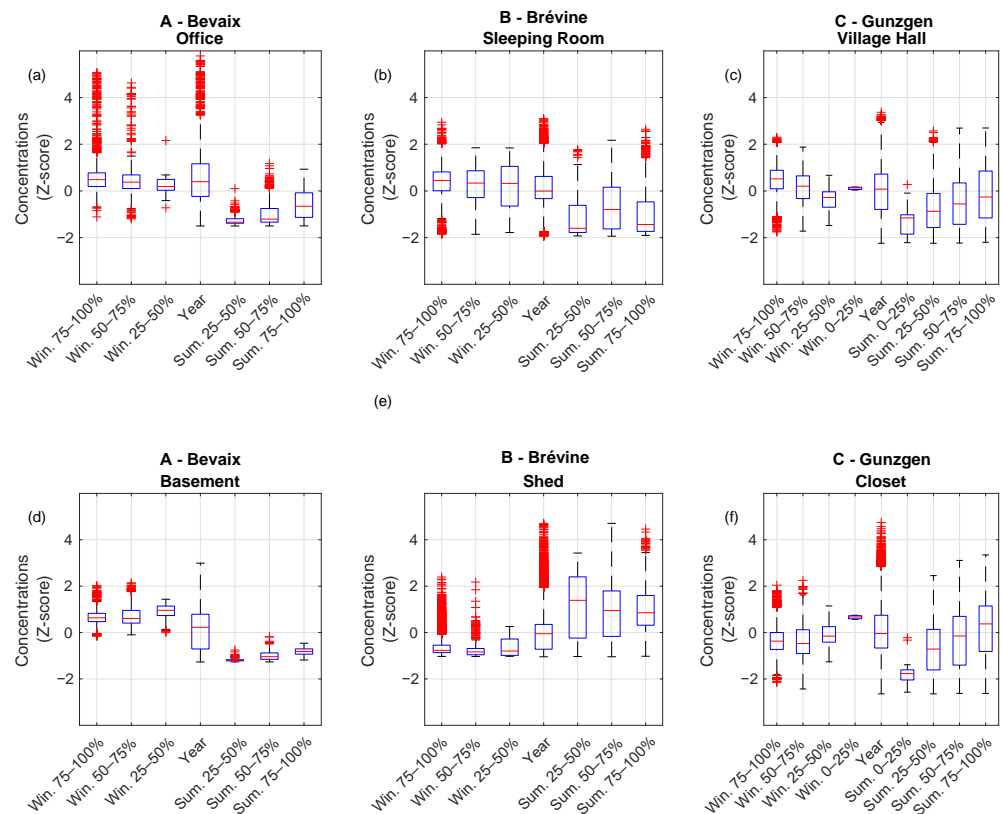 A - Bevaix
Office
(a)
Concentrations
(Z-score)
4
2
0
−2
Win. 75–100%
Win. 50–75%
Win. 25–50%
Year
Sum. 25–50%
Sum. 50–75%
Sum. 75–100%
B - Brévine
Sleeping Room
(b)
Concentrations
(Z-score)
4
2
0
−2
Win. 75–100%
Win. 50–75%
Win. 25–50%
Year
Sum. 25–50%
Sum. 50–75%
Sum. 75–100%
C - Gunzgen
Village Hall
(c)
Concentrations
(Z-score)
4
2
0
−2
Win. 75–100%
Win. 50–75%
Win. 25–50%
Win. 0–25%
Year
Sum. 0–25%
Sum. 25–50%
Sum. 50–75%
Sum. 75–100%
(e)
A - Bevaix
Basement
(d)
Concentrations
(Z-score)
4
2
0
−2
Win. 75–100%
Win. 50–75%
Win. 25–50%
Year
Sum. 25–50%
Sum. 50–75%
Sum. 75–100%
B - Brévine
Shed
Concentrations
(Z-score)
4
2
0
−2
Win. 75–100%
Win. 50–75%
Win. 25–50%
Year
Sum. 25–50%
Sum. 50–75%
Sum. 75–100%
C - Gunzgen
Closet
(f)
Concentrations
(Z-score)
4
2
0
−2
Win. 75–100%
Win. 50–75%
Win. 25–50%
Win. 0–25%
Year
Sum. 0–25%
Sum. 25–50%
Sum. 50–75%
Sum. 75–100%